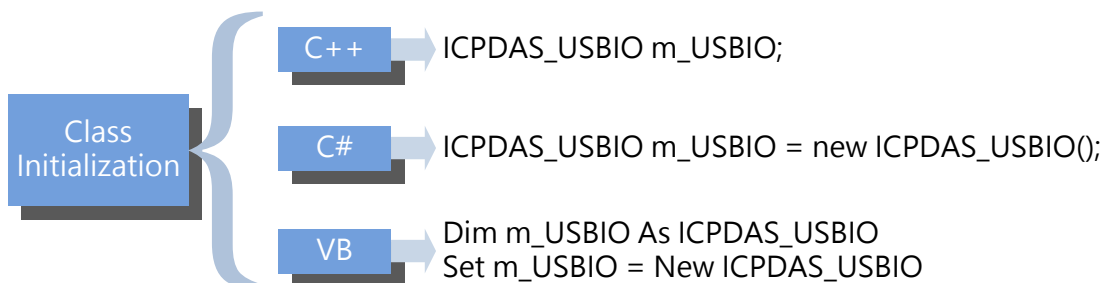 Class
Initialization
C++
ICPDAS_USBIO m_USBIO;
C#
ICPDAS_USBIO m_USBIO = new ICPDAS_USBIO();
VB
Dim m_USBIO As ICPDAS_USBIO
Set m_USBIO = New ICPDAS_USBIO